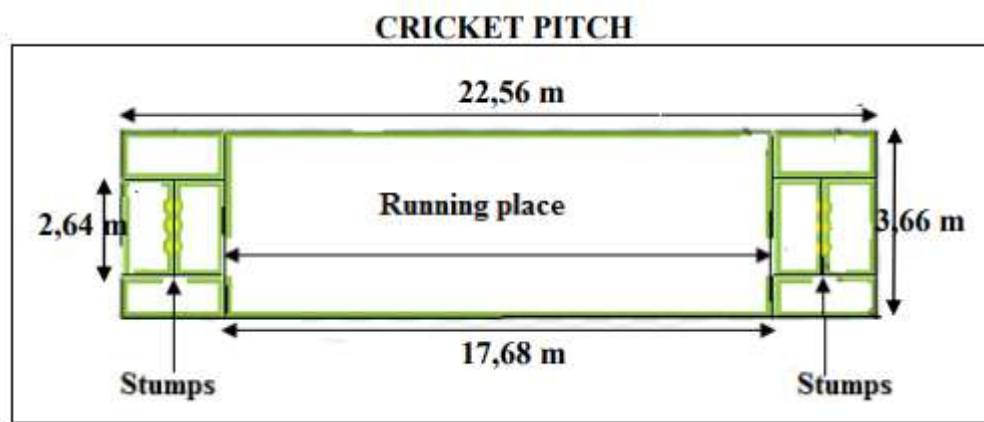 CRICKET PITCH
22,56 m
Running place
2,64 m
3,66 m
17,68 m
Stumps
Stumps